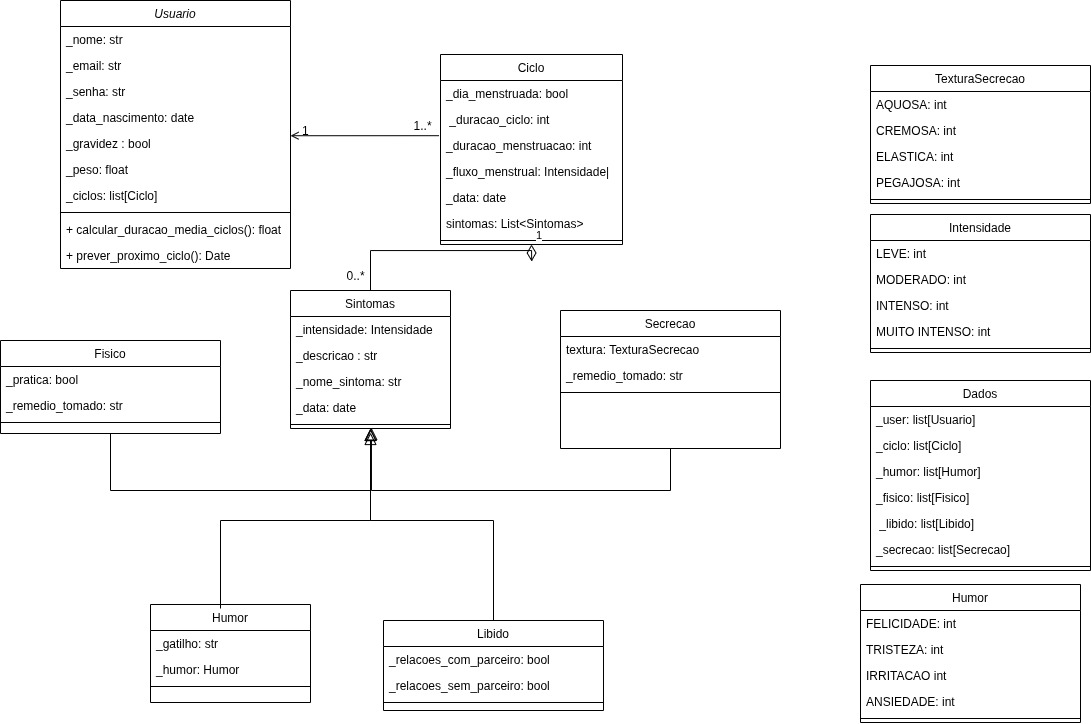 Usuario
_nome: str
_email: str
_senha: str
_data_nascimento: date
_gravidez : bool
_peso: float
_ciclos: list[Ciclo]
+ calcular_duracao_media_ciclos(): float
+ prever_proximo_ciclo(): Date
1
1..*
Ciclo
_dia_menstruada: bool
_duracao_ciclo: int
_duracao_menstruacao: int
_fluxo_menstrual: Intensidade|
_data: date
sintomas: List<Sintomas>
1
0..*
Sintomas
_intensidade: Intensidade
_descricao : str
_nome_sintoma: str
_data: date
Secrecao
textura: TexturaSecrecao
_remedio_tomado: str
Fisico
_pratica: bool
_remedio_tomado: str
Humor
_gatilho: str
_humor: Humor
Libido
_relacoes_com_parceiro: bool
_relacoes_sem_parceiro: bool
TexturaSecrecao
AQUOSA: int
CREMOSA: int
ELASTICA: int
PEGAJOSA: int
Intensidade
LEVE: int
MODERADO: int
INTENSO: int
MUITO INTENSO: int
Dados
_user: list[Usuario]
_ciclo: list[Ciclo]
_humor: list[Humor]
_fisico: list[Fisico]
_libido: list[Libido]
_secrecao: list[Secrecao]
Humor
FELICIDADE: int
TRISTEZA: int
IRRITACAO int
ANSIEDADE: int